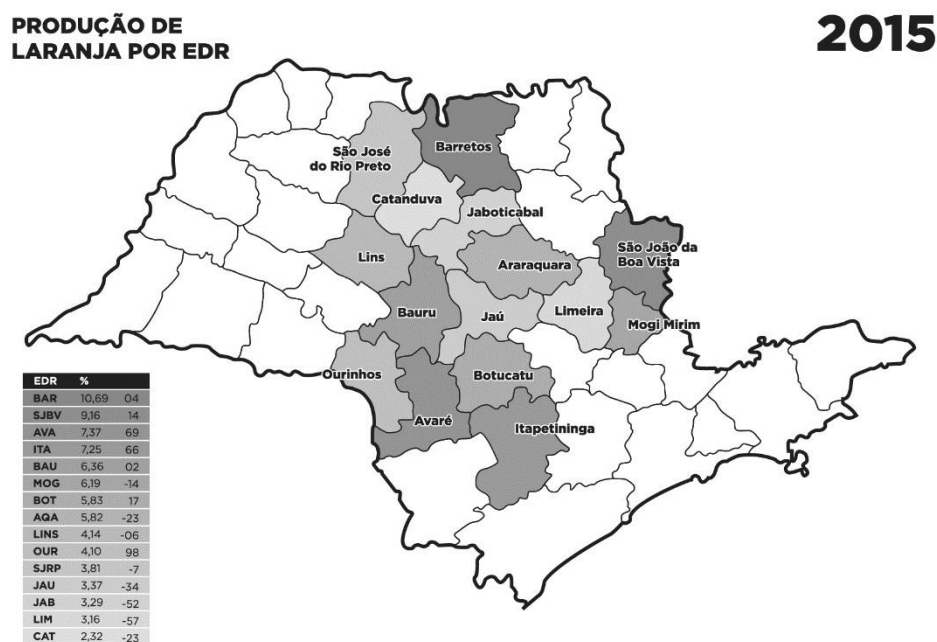 PRODUÇÃO DE
LARANJA POR EDR
2015
São José
do Rio Preto
Barretos
Catanduva
Jaboticabal
Lins
Araraquara
São João da
Boa Vista
Bauru
Jaú
Limeira
Mogi Mirim
Ourinhos
Botucatu
Avaré
Itapetininga
EDR %
BAR 10,69 04
SJBV 9,16 14
AVA 7,37 69
ITA 7,25 66
BAU 6,36 02
MOG 6,19 -14
BOT 5,83 17
AQA 5,82 -23
LINS 4,14 -06
OUR 4,10 98
SJRP 3,81 -7
JAU 3,37 -34
JAB 3,29 -52
LIM 3,16 -57
CAT 2,32 -23